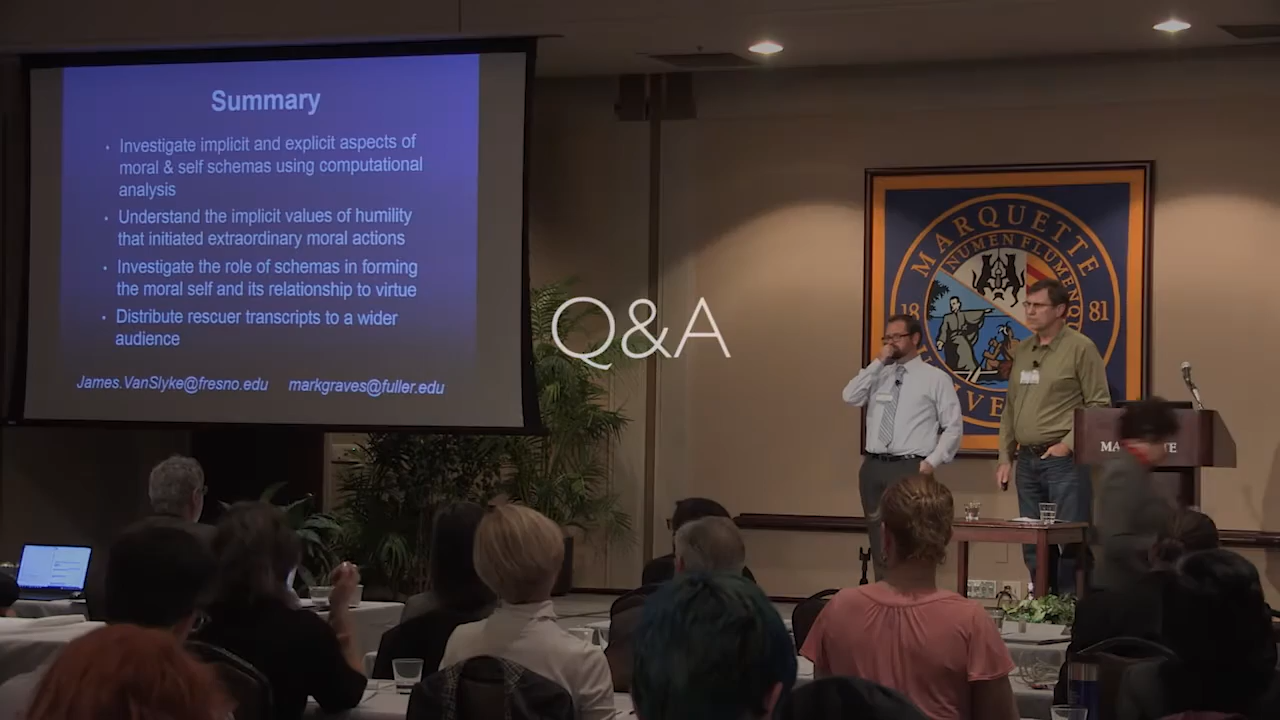 Summary
• Investigate implicit and explicit aspects of
moral & self schemas using computational
analysis
• Understand the implicit values of humility
that initiated extraordinary moral actions
• Investigate the role of schemas in forming
the moral self and its relationship to virtue
• Distribute rescuer transcripts to a wider
audience
James.VanSlyke@fresno.edu markgraves@fuller.edu
Q&A
MARQUETTE
NUMEN FLUMEN
18 81